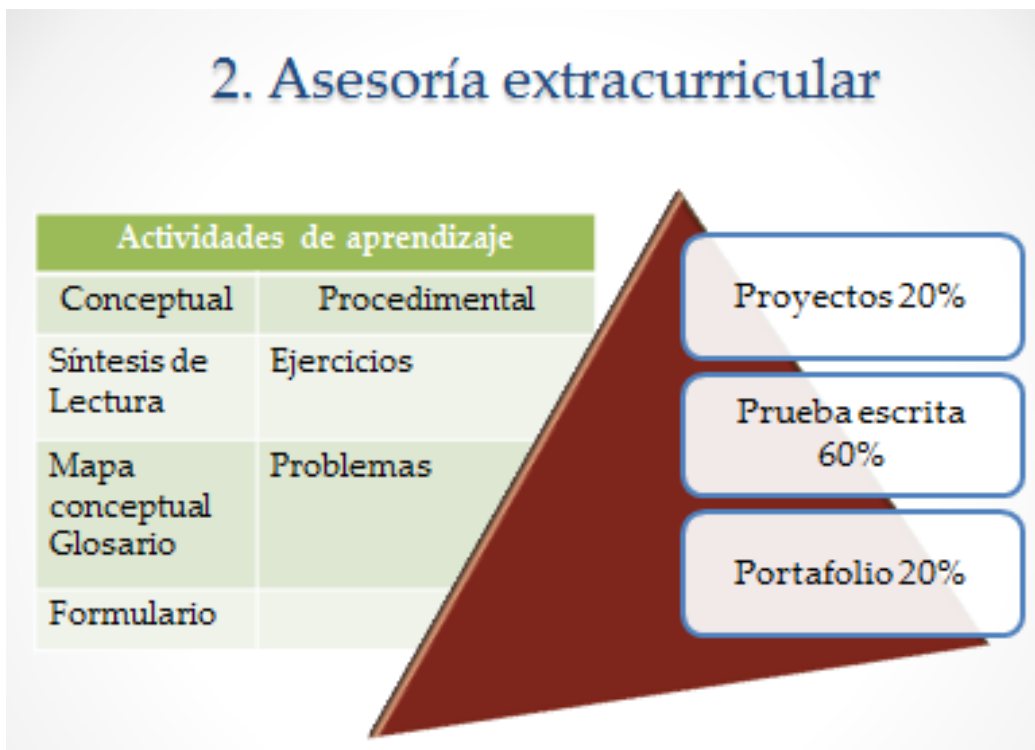 2. Asesoría extracurricular
Actividades de aprendizaje
Conceptual Procedimental
Síntesis de Ejercicios
Lectura
Mapa Problemas
conceptual
Glosario
Formulario
Proyectos 20%
Prueba escrita
60%
Portafolio 20%